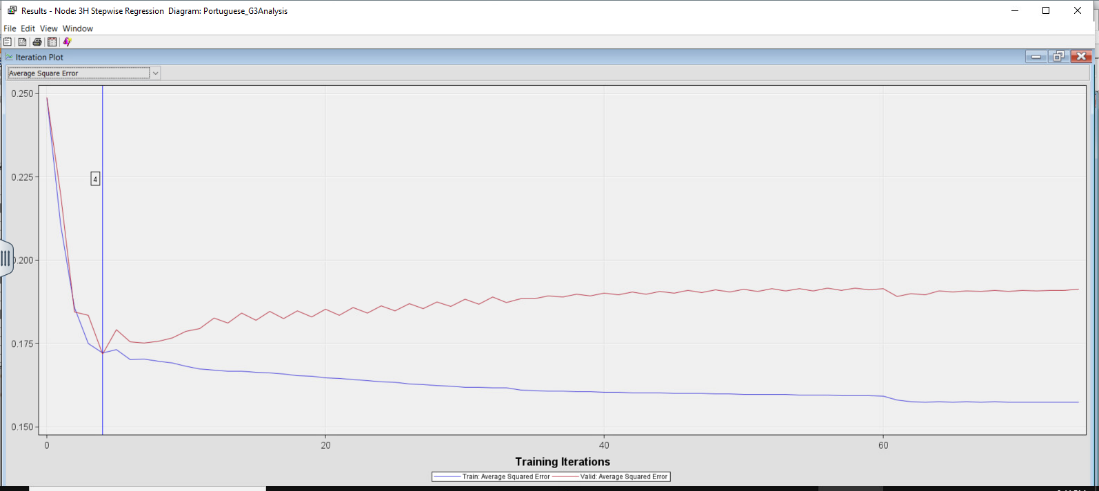 Results - Node: 3H Stepwise Regression Diagram: Portuguese_G3Analysis
File Edit View Window
Iteration Plot
Average Square Error
0.250
0.225
0.200
0.175
0.150
4
0 20 40 60
Training Iterations
Train: Average Squared Error Valid: Average Squared Error